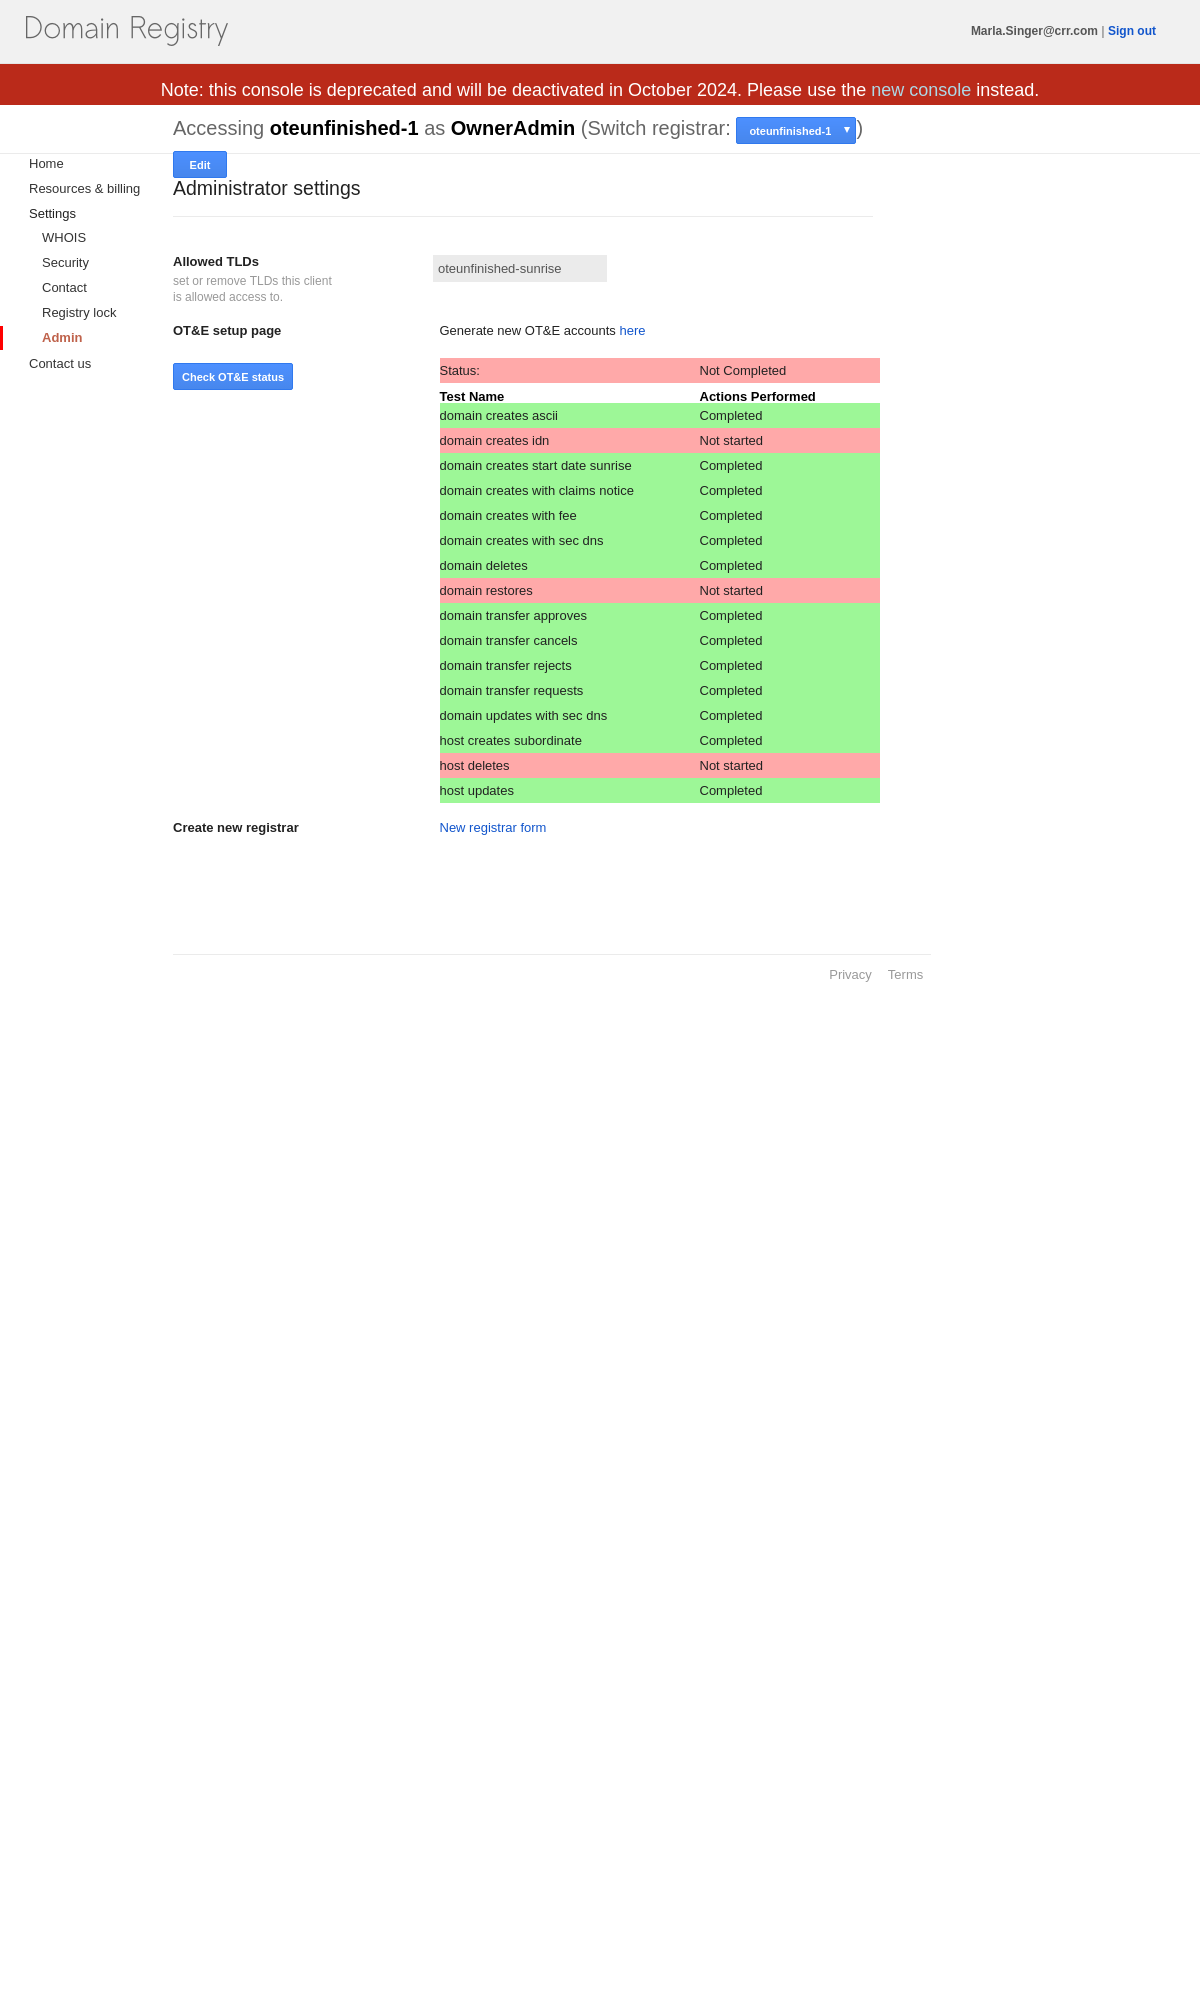 Domain Registry
Marla.Singer@crr.com | Sign out
Note: this console is deprecated and will be deactivated in October 2024. Please use the new console instead.
Accessing oteunfinished-1 as OwnerAdmin (Switch registrar: oteunfinished-1 ▼)
Home
Edit
Resources & billing
Administrator settings
Settings
WHOIS
Security
Contact
Registry lock
Admin
Contact us
Allowed TLDs
set or remove TLDs this client
is allowed access to.
oteunfinished-sunrise
OT&E setup page
Generate new OT&E accounts here
Check OT&E status
Status: Not Completed
Test Name Actions Performed
domain creates ascii Completed
domain creates idn Not started
domain creates start date sunrise Completed
domain creates with claims notice Completed
domain creates with fee Completed
domain creates with sec dns Completed
domain deletes Completed
domain restores Not started
domain transfer approves Completed
domain transfer cancels Completed
domain transfer rejects Completed
domain transfer requests Completed
domain updates with sec dns Completed
host creates subordinate Completed
host deletes Not started
host updates Completed
Create new registrar
New registrar form
Privacy Terms